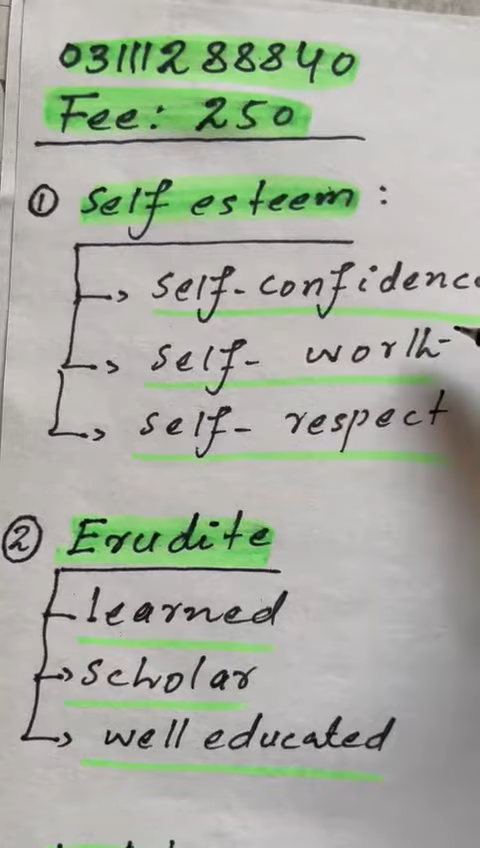 03111288840
Fee: 250
① Self esteem :
self-confidence
self- worth
self- respect
② Erudite
learned
scholar
well educated